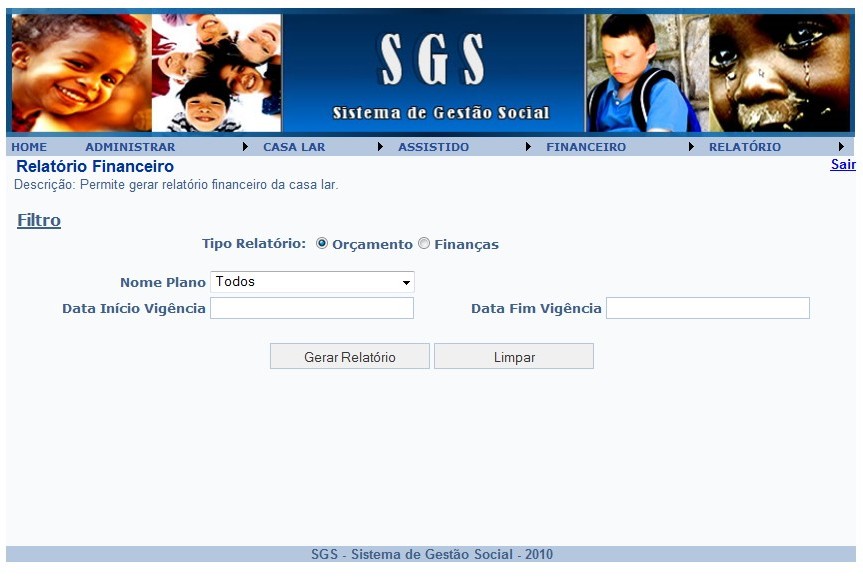 SGS
Sistema de Gestão Social
HOME ADMINISTRAR CASA LAR ASSISTIDO FINANCEIRO RELATÓRIO
Relatório Financeiro Sair
Descrição: Permite gerar relatório financeiro da casa lar.
Filtro
Tipo Relatório: Orçamento Finanças
Nome Plano Todos
Data Início Vigência Data Fim Vigência
Gerar Relatório Limpar
SGS - Sistema de Gestão Social - 2010